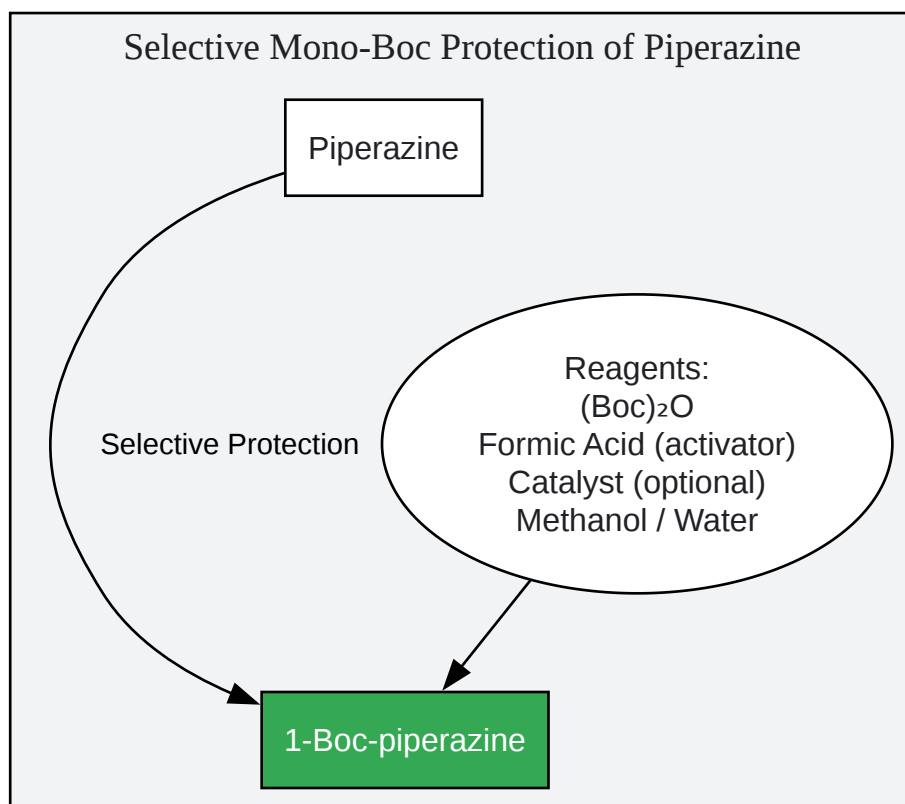 Selective Mono-Boc Protection of Piperazine
Piperazine
Reagents:
(Boc)₂O
Formic Acid (activator)
Catalyst (optional)
Methanol / Water
Selective Protection
1-Boc-piperazine